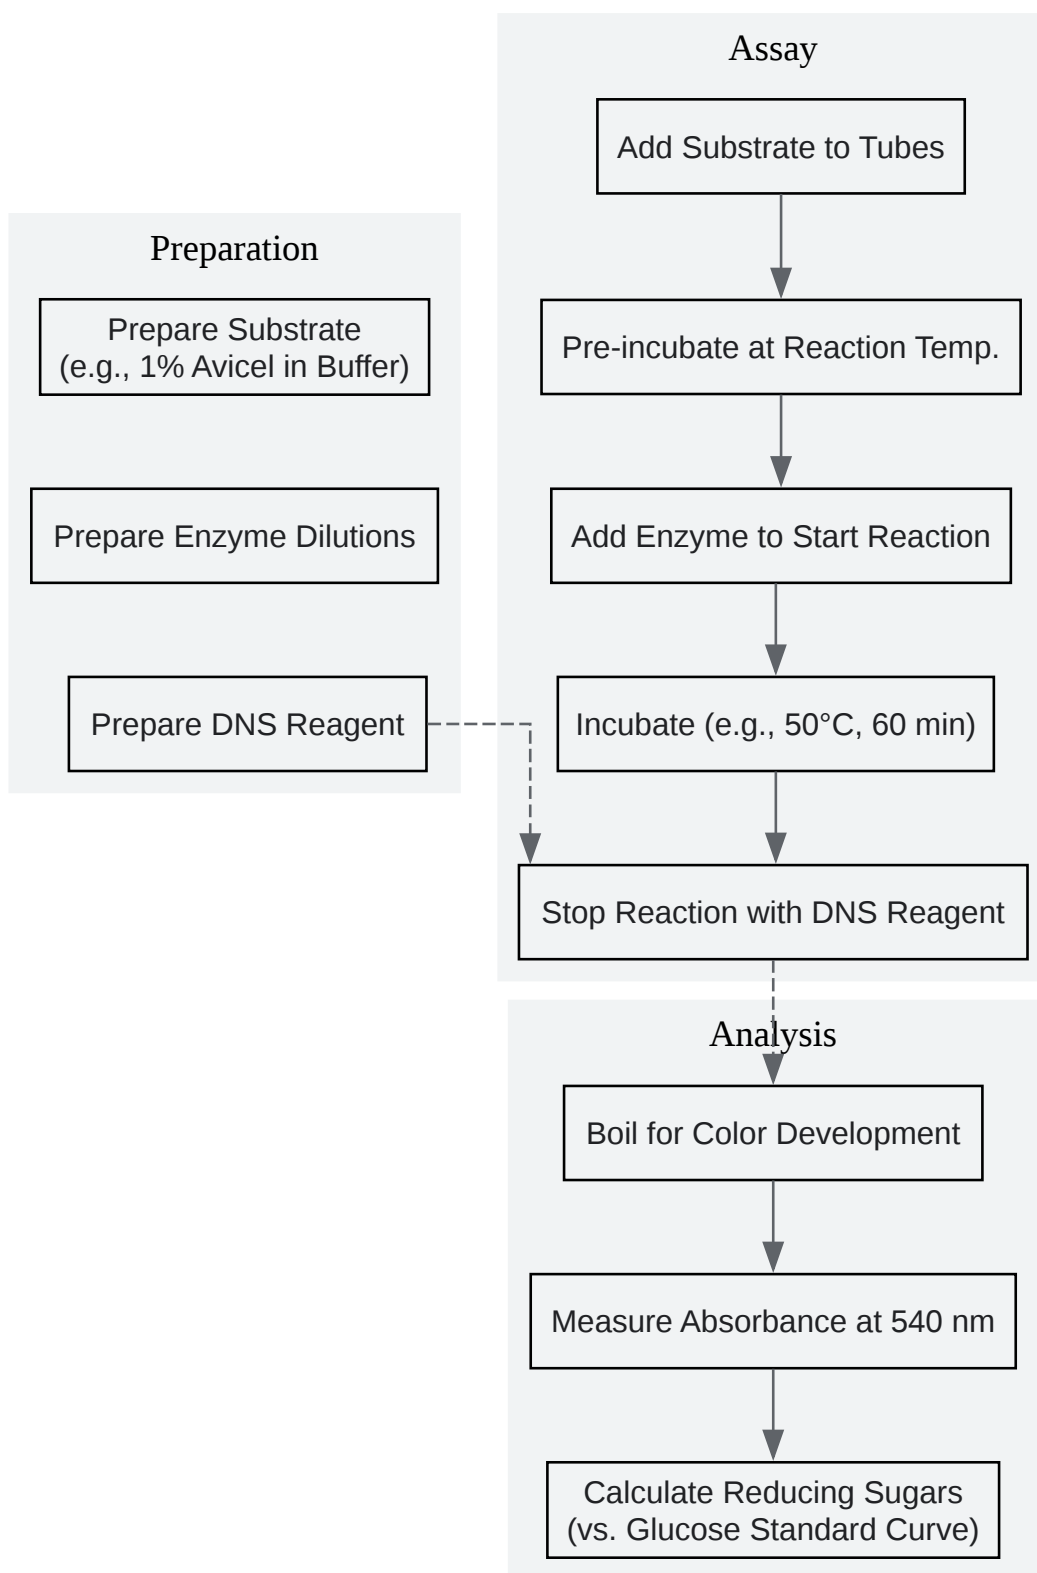 Preparation
Prepare Substrate
(e.g., 1% Avicel in Buffer)
Prepare Enzyme Dilutions
Prepare DNS Reagent
Assay
Add Substrate to Tubes
Pre-incubate at Reaction Temp.
Add Enzyme to Start Reaction
Incubate (e.g., 50°C, 60 min)
Stop Reaction with DNS Reagent
Analysis
Boil for Color Development
Measure Absorbance at 540 nm
Calculate Reducing Sugars
(vs. Glucose Standard Curve)